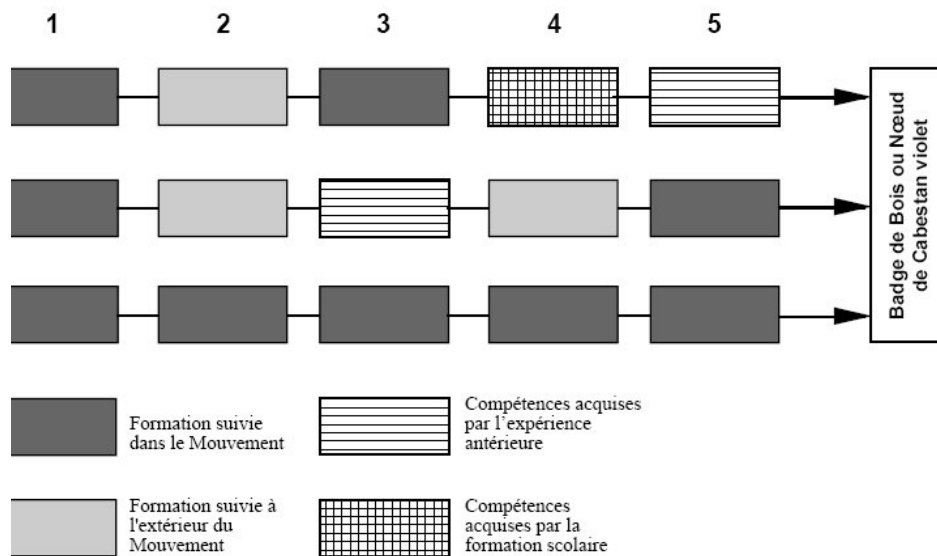 1 2 3 4 5
Badge de Bois ou Nœud
de Cabestan violet
Formation suivie
dans le Mouvement
Compétences acquises
par l’expérience
antérieure
Formation suivie à
l'extérieur du
Mouvement
Compétences
acquises par la
formation scolaire